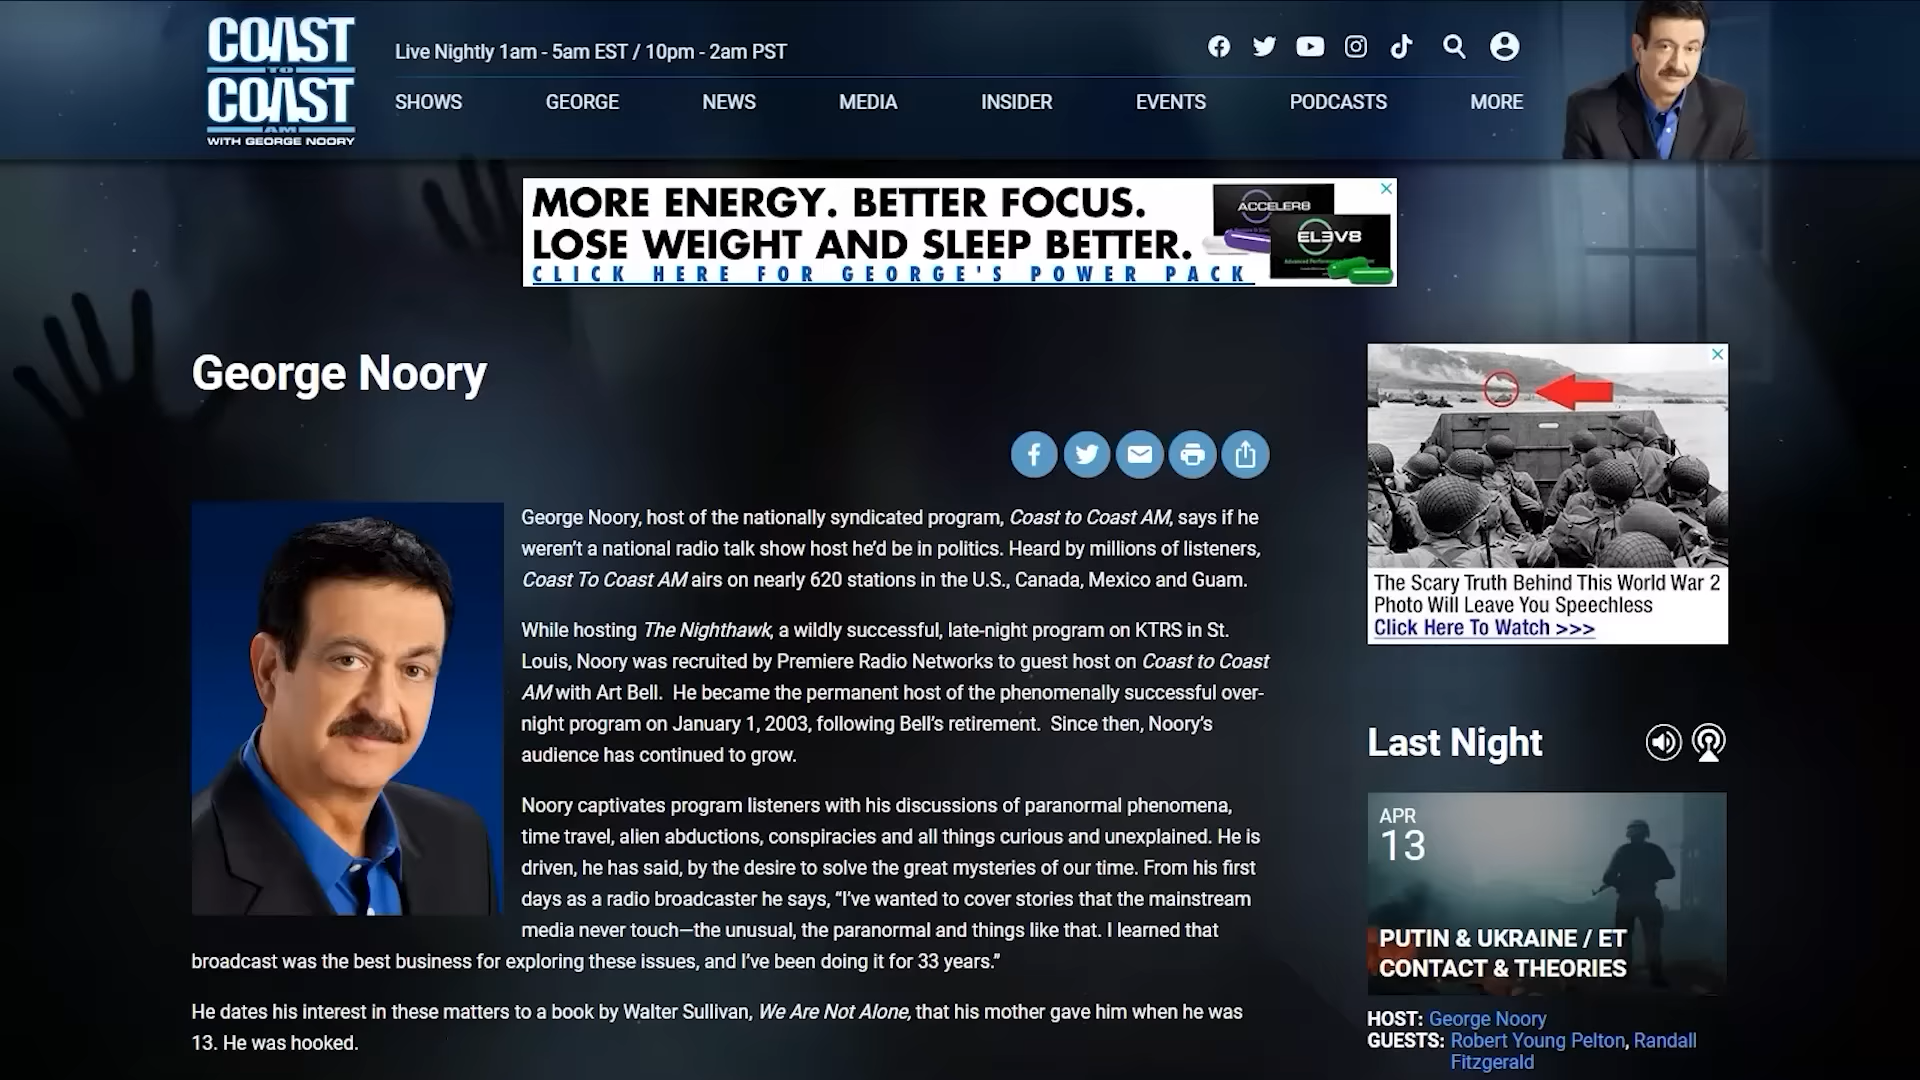 COAST
TO
COAST
AM
WITH GEORGE NOORY
Live Nightly 1am - 5am EST / 10pm - 2am PST
SHOWS GEORGE NEWS MEDIA INSIDER EVENTS PODCASTS MORE
MORE ENERGY. BETTER FOCUS.
LOSE WEIGHT AND SLEEP BETTER.
CLICK HERE FOR GEORGE'S POWER PACK
ACCELER8
ELEV8
George Noory
George Noory, host of the nationally syndicated program, Coast to Coast AM, says if he
weren’t a national radio talk show host he’d be in politics. Heard by millions of listeners,
Coast To Coast AM airs on nearly 620 stations in the U.S., Canada, Mexico and Guam.
While hosting The Nighthawk, a wildly successful, late-night program on KTRS in St.
Louis, Noory was recruited by Premiere Radio Networks to guest host on Coast to Coast
AM with Art Bell. He became the permanent host of the phenomenally successful over-
night program on January 1, 2003, following Bell’s retirement. Since then, Noory’s
audience has continued to grow.
Noory captivates program listeners with his discussions of paranormal phenomena,
time travel, alien abductions, conspiracies and all things curious and unexplained. He is
driven, he has said, by the desire to solve the great mysteries of our time. From his first
days as a radio broadcaster he says, “I’ve wanted to cover stories that the mainstream
media never touch—the unusual, the paranormal and things like that. I learned that
broadcast was the best business for exploring these issues, and I’ve been doing it for 33 years.”
He dates his interest in these matters to a book by Walter Sullivan, We Are Not Alone, that his mother gave him when he was
13. He was hooked.
The Scary Truth Behind This World War 2
Photo Will Leave You Speechless
Click Here To Watch >>>
Last Night
APR
13
PUTIN & UKRAINE / ET
CONTACT & THEORIES
HOST: George Noory
GUESTS: Robert Young Pelton, Randall
Fitzgerald